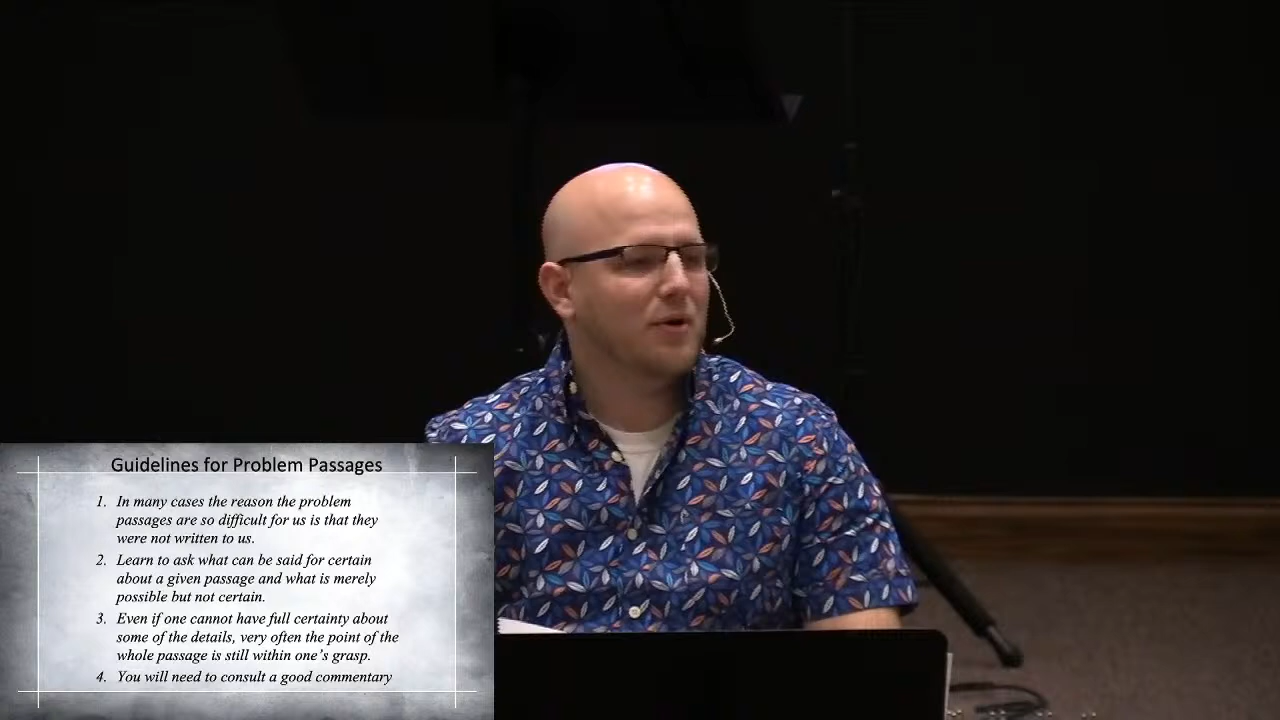 Guidelines for Problem Passages
1. In many cases the reason the problem
passages are so difficult for us is that they
were not written to us.
2. Learn to ask what can be said for certain
about a given passage and what is merely
possible but not certain.
3. Even if one cannot have full certainty about
some of the details, very often the point of the
whole passage is still within one's grasp.
4. You will need to consult a good commentary